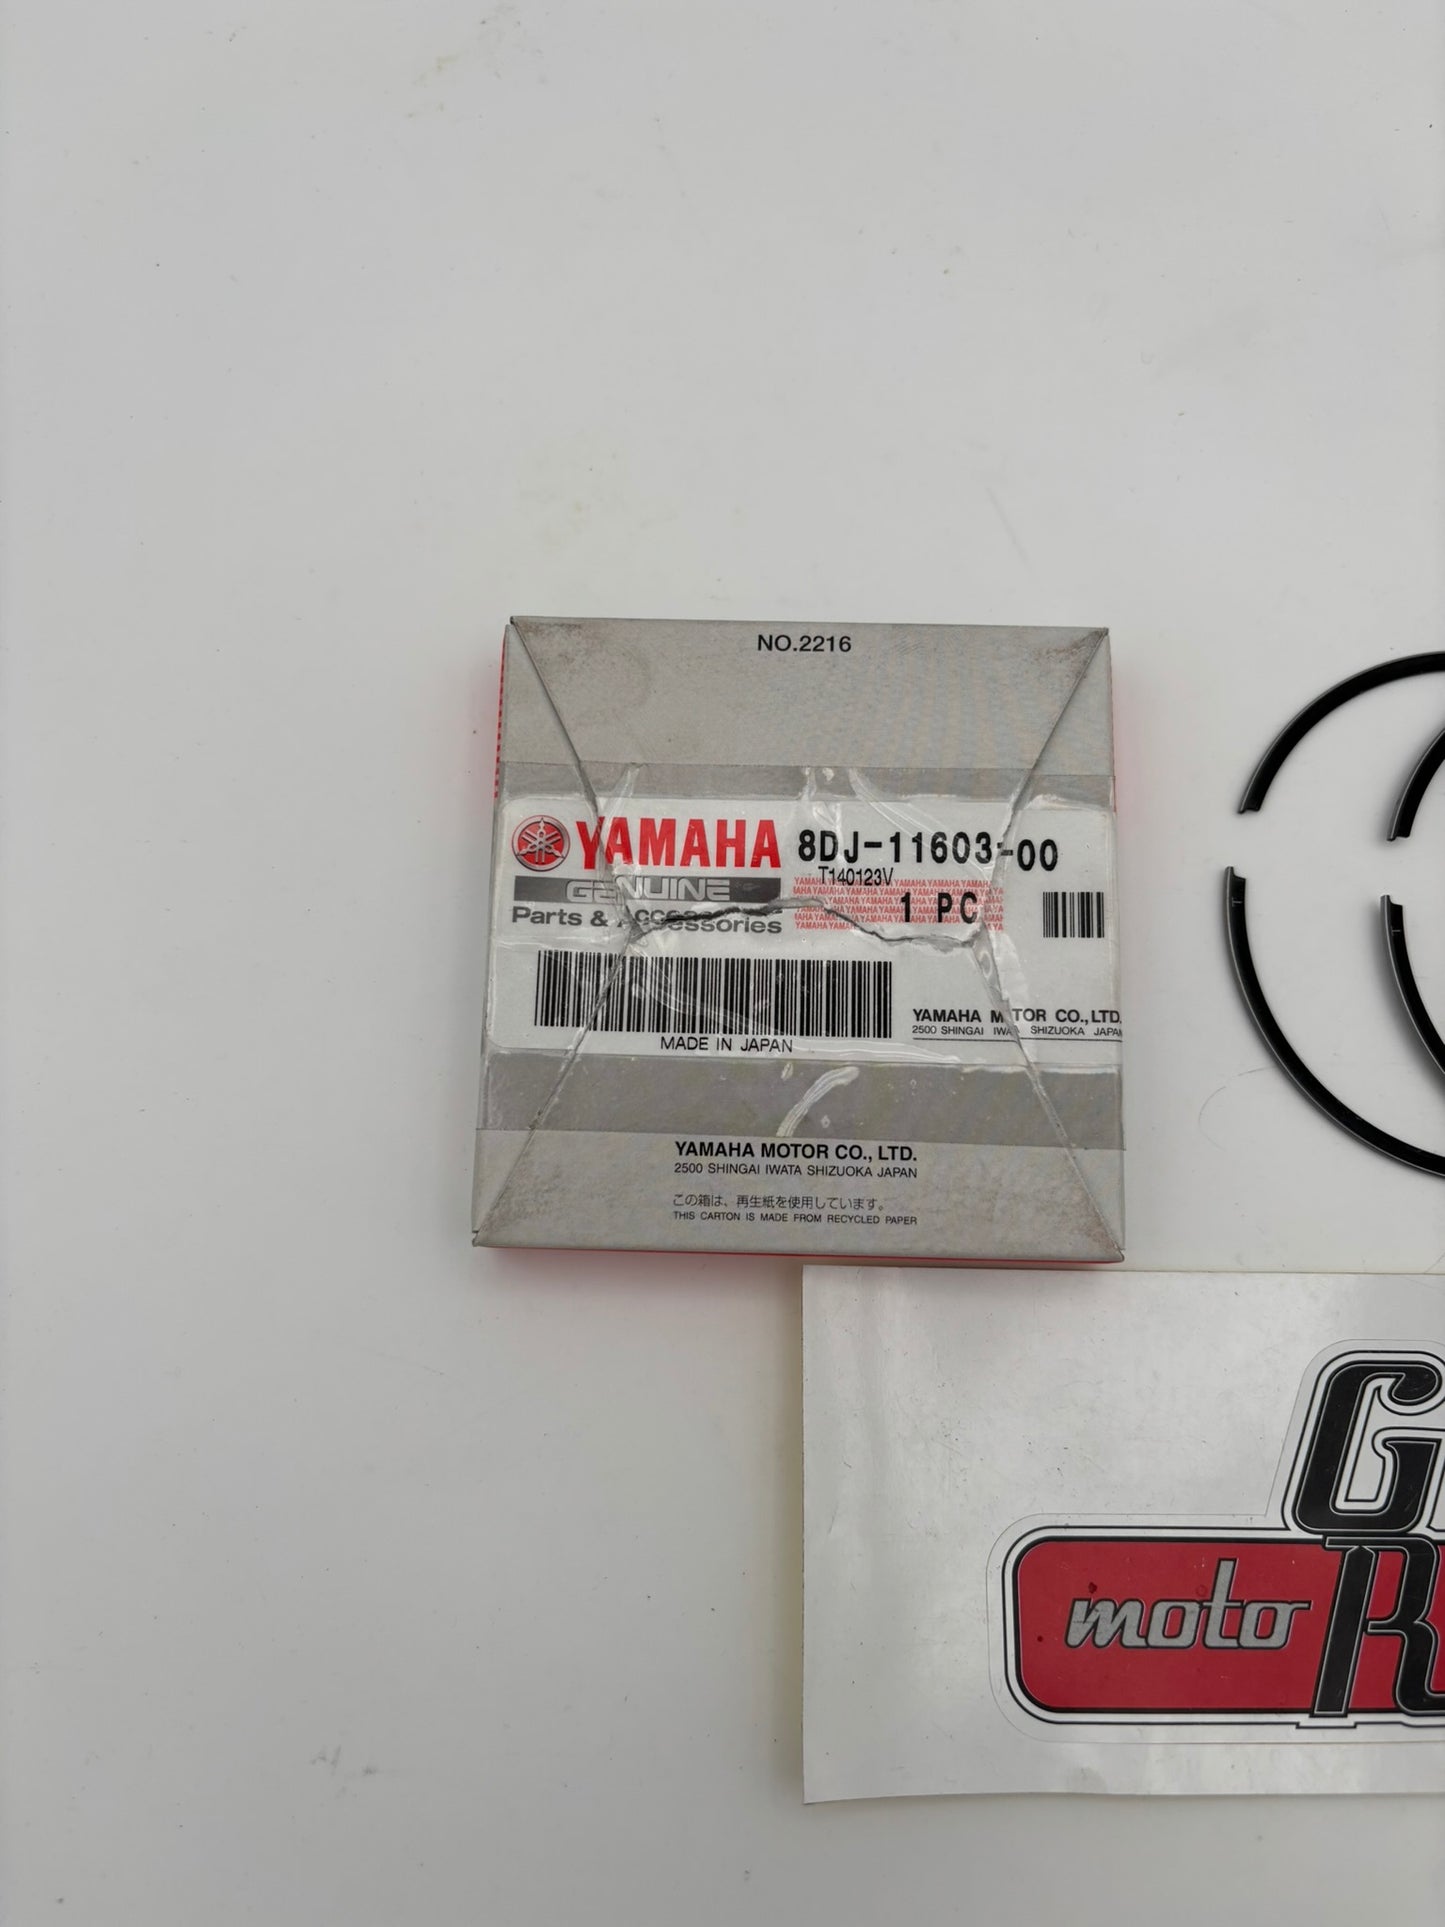 NO.2216
YAMAHA 8DJ-11603-00
T140123V
GENUINE
Parts & Accessories
1 PC
MADE IN JAPAN
YAMAHA MOTOR CO.,LTD.
2500 SHINGAI IWATA SHIZUOKA JAPAN
YAMAHA MOTOR CO., LTD.
2500 SHINGAI IWATA SHIZUOKA JAPAN
この箱は、再生紙を使用しています。
THIS CARTON IS MADE FROM RECYCLED PAPER
T
T
G
moto R